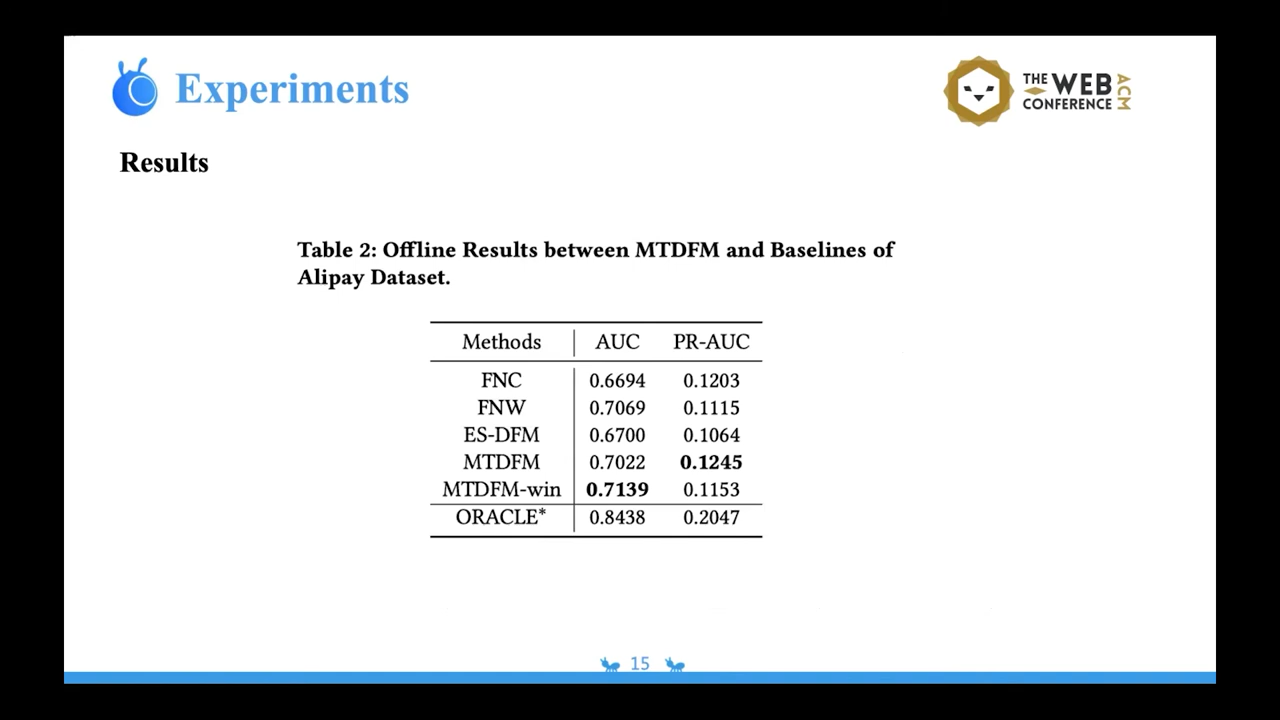 Experiments
THE WEB CONFERENCE ACM
Results
Table 2: Offline Results between MTDFM and Baselines of
Alipay Dataset.
Methods AUC PR-AUC
FNC 0.6694 0.1203
FNW 0.7069 0.1115
ES-DFM 0.6700 0.1064
MTDFM 0.7022 0.1245
MTDFM-win 0.7139 0.1153
ORACLE* 0.8438 0.2047
15